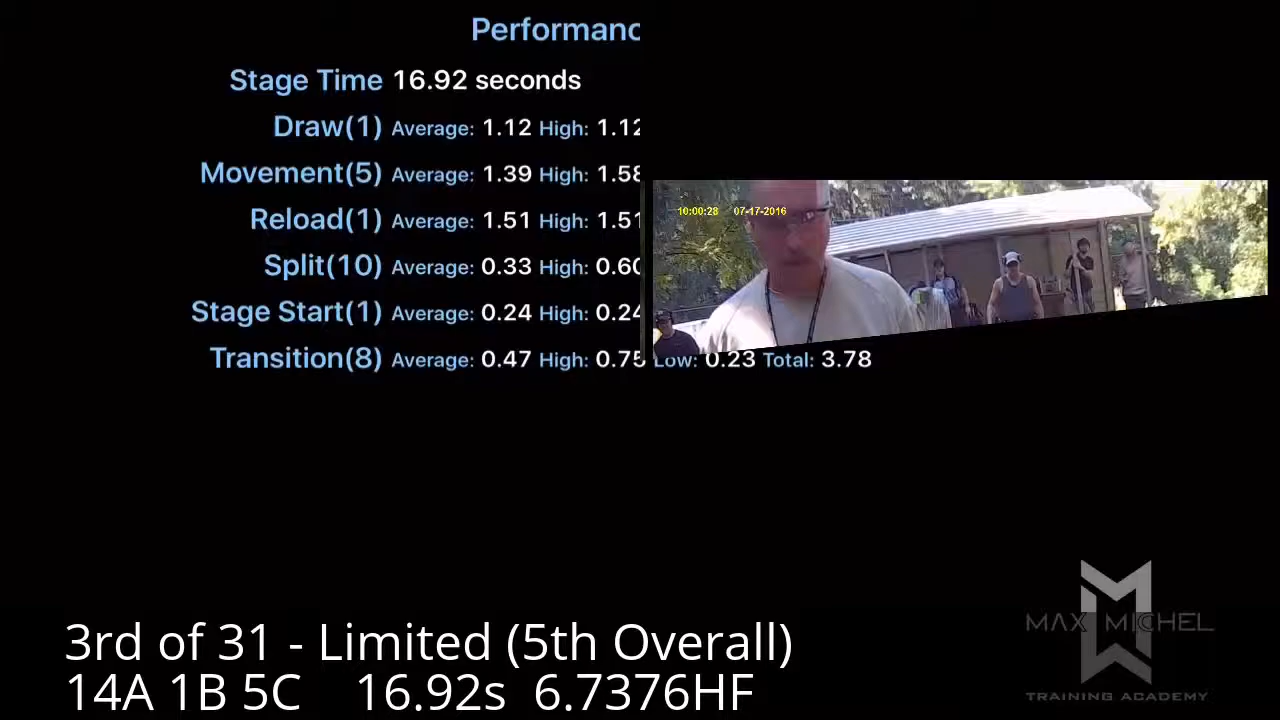 Performanc
Stage Time 16.92 seconds
Draw(1) Average: 1.12 High: 1.12
Movement(5) Average: 1.39 High: 1.58
10:00:28 07-17-2016
Reload(1) Average: 1.51 High: 1.51
Split(10) Average: 0.33 High: 0.60
Stage Start(1) Average: 0.24 High: 0.24
Transition(8) Average: 0.47 High: 0.75 Low: 0.23 Total: 3.78
3rd of 31 - Limited (5th Overall)
14A 1B 5C 16.92s 6.7376HF
MAX MICHEL
TRAINING ACADEMY